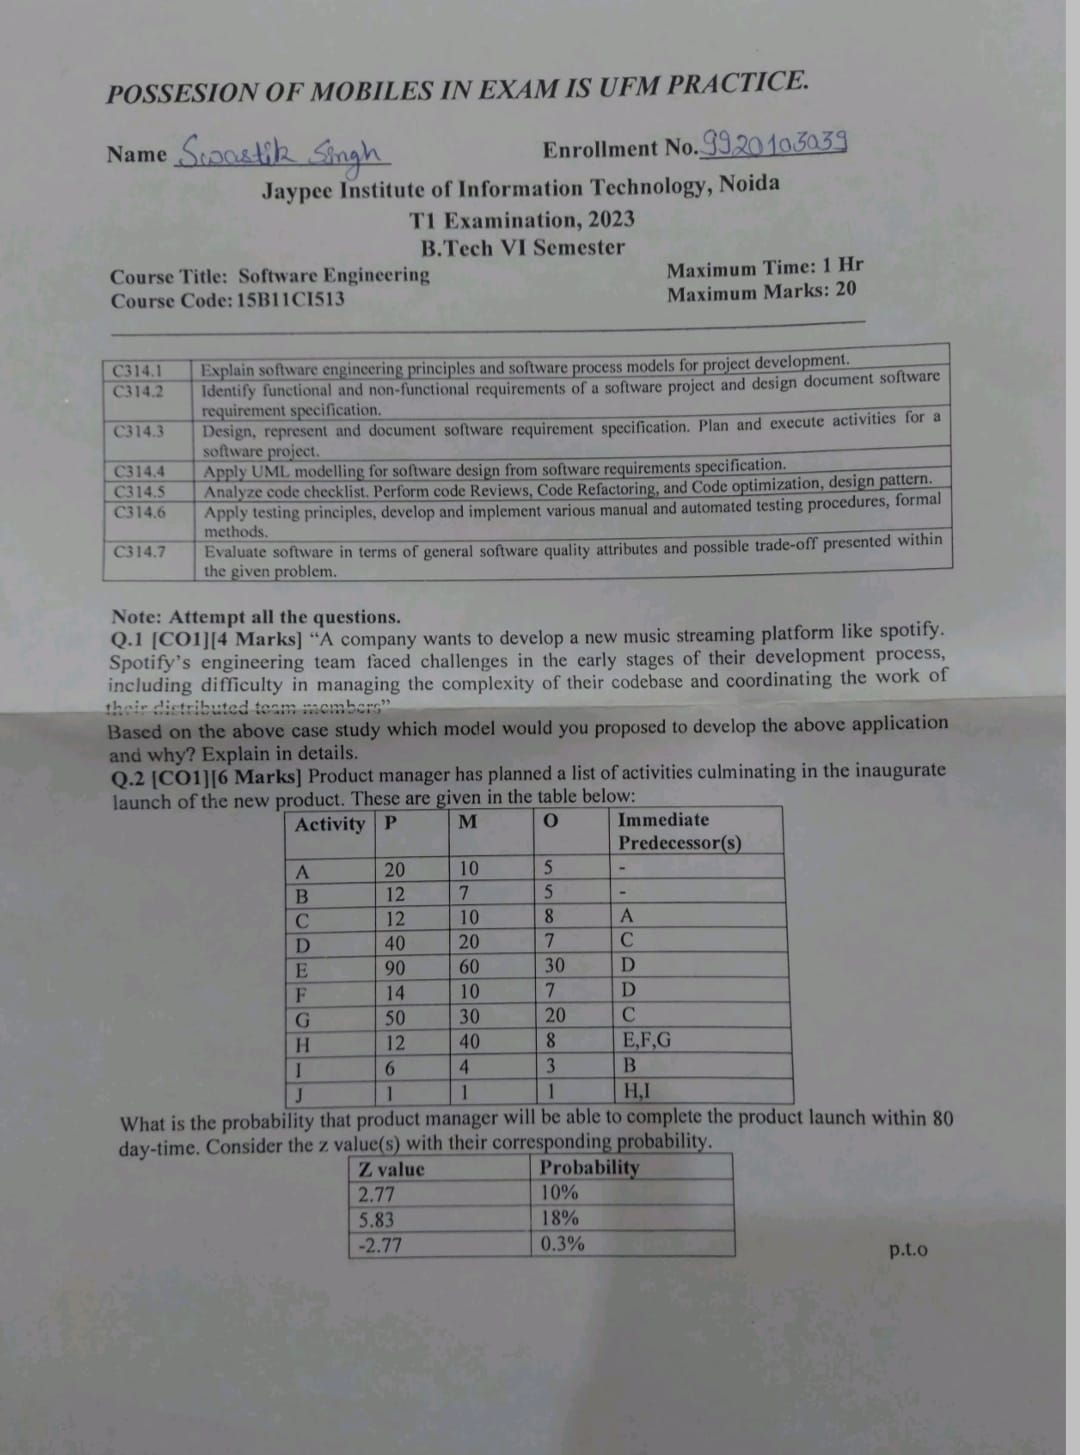 POSSESION OF MOBILES IN EXAM IS UFM PRACTICE.
Name Swastik Singh Enrollment No. 9920103039
Jaypee Institute of Information Technology, Noida
T1 Examination, 2023
B.Tech VI Semester
Course Title: Software Engineering Maximum Time: 1 Hr
Course Code: 15B11CI513 Maximum Marks: 20
C314.1 Explain software engineering principles and software process models for project development.
C314.2 Identify functional and non-functional requirements of a software project and design document software
requirement specification.
C314.3 Design, represent and document software requirement specification. Plan and execute activities for a
software project.
C314.4 Apply UML modelling for software design from software requirements specification.
C314.5 Analyze code checklist. Perform code Reviews, Code Refactoring, and Code optimization, design pattern.
C314.6 Apply testing principles, develop and implement various manual and automated testing procedures, formal
methods.
C314.7 Evaluate software in terms of general software quality attributes and possible trade-off presented within
the given problem.
Note: Attempt all the questions.
Q.1 [CO1][4 Marks] “A company wants to develop a new music streaming platform like spotify.
Spotify’s engineering team faced challenges in the early stages of their development process,
including difficulty in managing the complexity of their codebase and coordinating the work of
their distributed team members”
Based on the above case study which model would you proposed to develop the above application
and why? Explain in details.
Q.2 [CO1][6 Marks] Product manager has planned a list of activities culminating in the inaugurate
launch of the new product. These are given in the table below:
Activity P M O Immediate
Predecessor(s)
A 20 10 5 -
B 12 7 5 -
C 12 10 8 A
D 40 20 7 C
E 90 60 30 D
F 14 10 7 D
G 50 30 20 C
H 12 40 8 E,F,G
I 6 4 3 B
J 1 1 1 H,I
What is the probability that product manager will be able to complete the product launch within 80
day-time. Consider the z value(s) with their corresponding probability.
Z value Probability
2.77 10%
5.83 18%
-2.77 0.3%
p.t.o